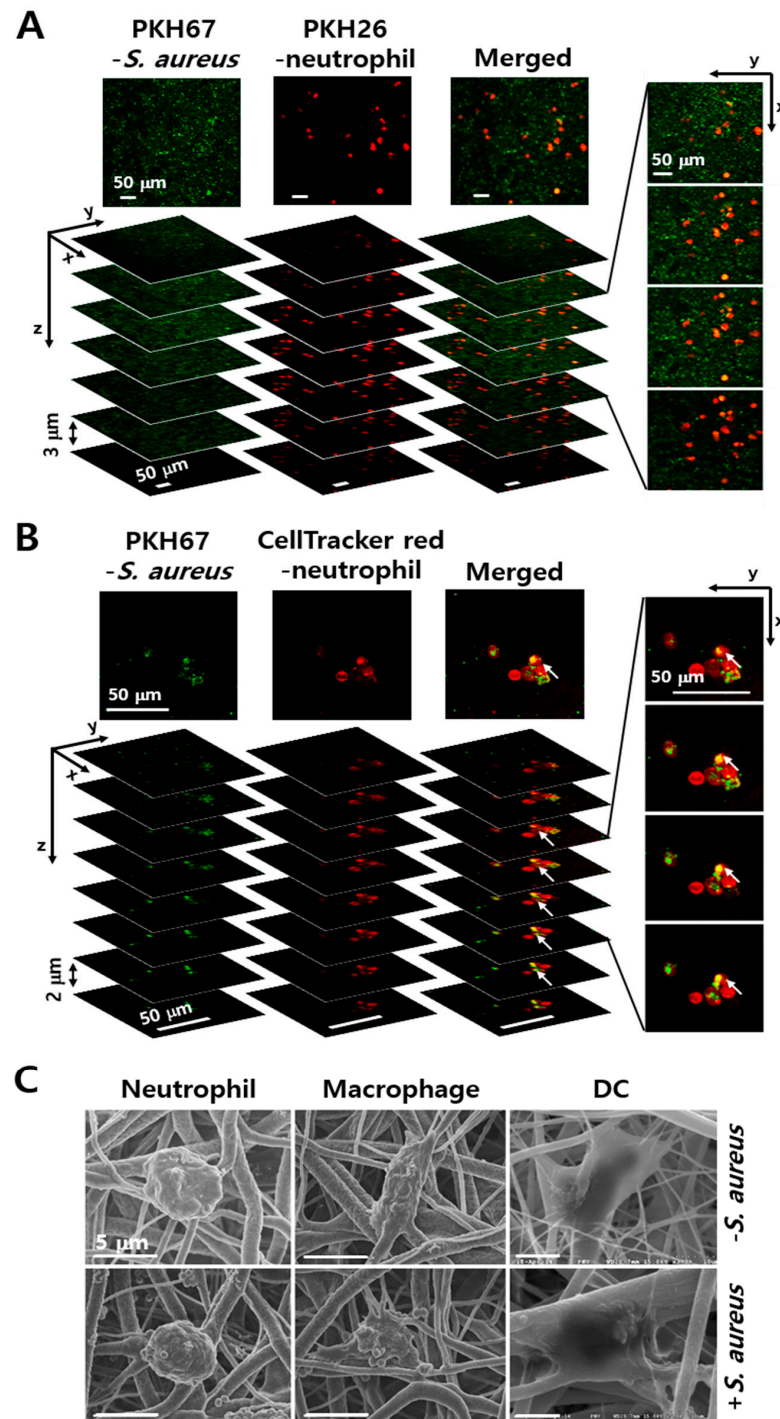 A
PKH67
-S. aureus
PKH26
-neutrophil
Merged
y
x
50 μm
50 μm
y
x
z
3 μm
50 μm
B
PKH67
-S. aureus
CellTracker red
-neutrophil
Merged
y
x
50 μm
50 μm
y
x
z
2 μm
50 μm
C
Neutrophil
Macrophage
DC
-S. aureus
5 μm
+S. aureus